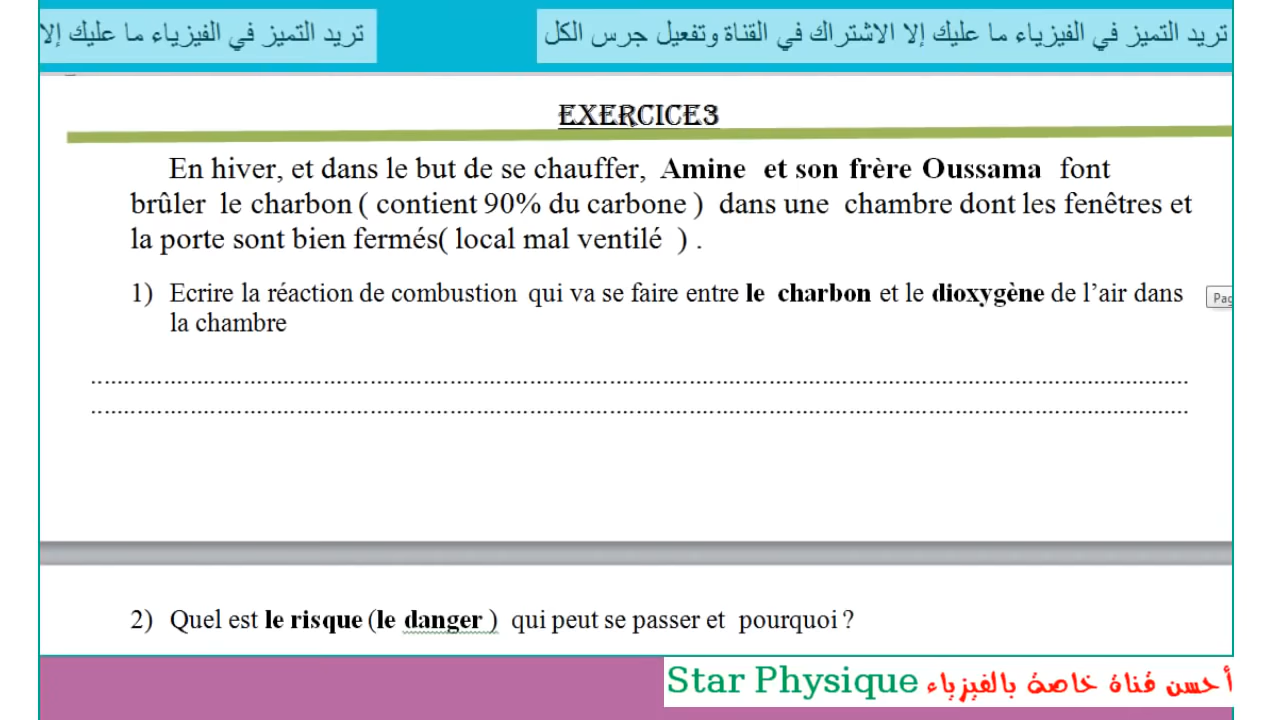 تريد التميز في الفيزياء ما عليك إلا الاشتراك في القناة وتفعيل جرس الكل
تريد التميز في الفيزياء ما عليك إلا
EXERCICE3
En hiver, et dans le but de se chauffer, Amine et son frère Oussama font
brûler le charbon ( contient 90% du carbone ) dans une chambre dont les fenêtres et
la porte sont bien fermés( local mal ventilé ) .
1) Ecrire la réaction de combustion qui va se faire entre le charbon et le dioxygène de l’air dans
la chambre
Pag
2) Quel est le risque (le danger ) qui peut se passer et pourquoi ?
Star Physique أحسن قناة خاصة بالفيزياء